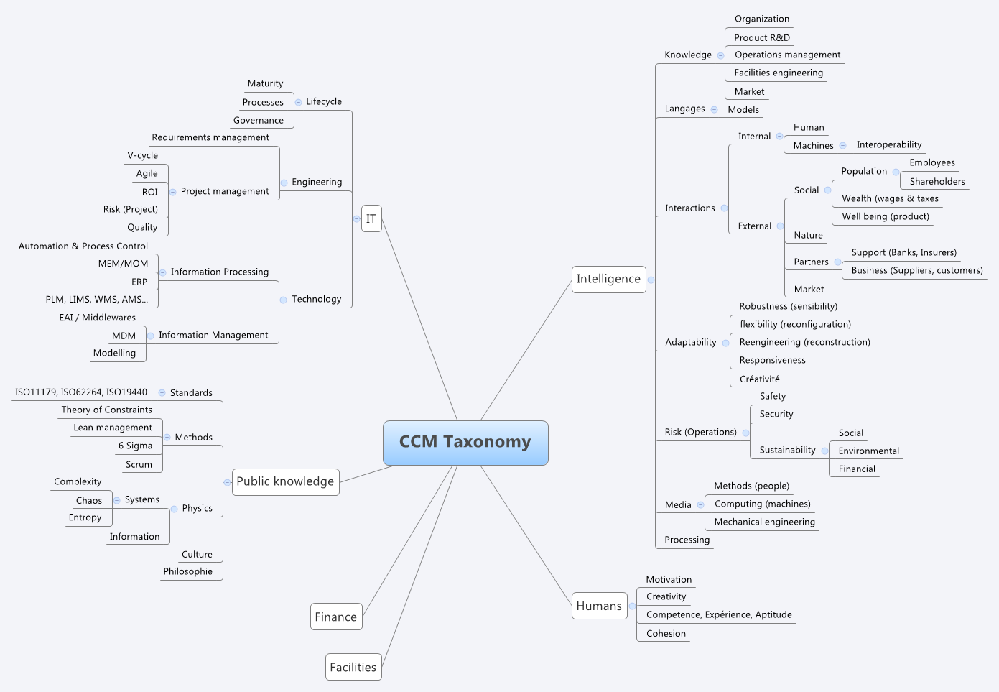 CCM Taxonomy
Intelligence
Knowledge
Organization
Product R&D
Operations management
Facilities engineering
Market
Langages
Models
Interactions
Internal
Human
Machines
Interoperability
External
Social
Population
Employees
Shareholders
Wealth (wages & taxes
Well being (product)
Nature
Partners
Support (Banks, Insurers)
Business (Suppliers, customers)
Market
Adaptability
Robustness (sensibility)
flexibility (reconfiguration)
Reengineering (reconstruction)
Responsiveness
Créativité
Risk (Operations)
Safety
Security
Sustainability
Social
Environmental
Financial
Media
Methods (people)
Computing (machines)
Mechanical engineering
Processing
Humans
Motivation
Creativity
Competence, Expérience, Aptitude
Cohesion
IT
Lifecycle
Maturity
Processes
Governance
Engineering
Requirements management
Project management
V-cycle
Agile
ROI
Risk (Project)
Quality
Technology
Information Processing
Automation & Process Control
MEM/MOM
ERP
PLM, LIMS, WMS, AMS...
Information Management
EAI / Middlewares
MDM
Modelling
Public knowledge
Standards
ISO11179, ISO62264, ISO19440
Methods
Theory of Constraints
Lean management
6 Sigma
Scrum
Physics
Systems
Complexity
Chaos
Entropy
Information
Culture
Philosophie
Finance
Facilities